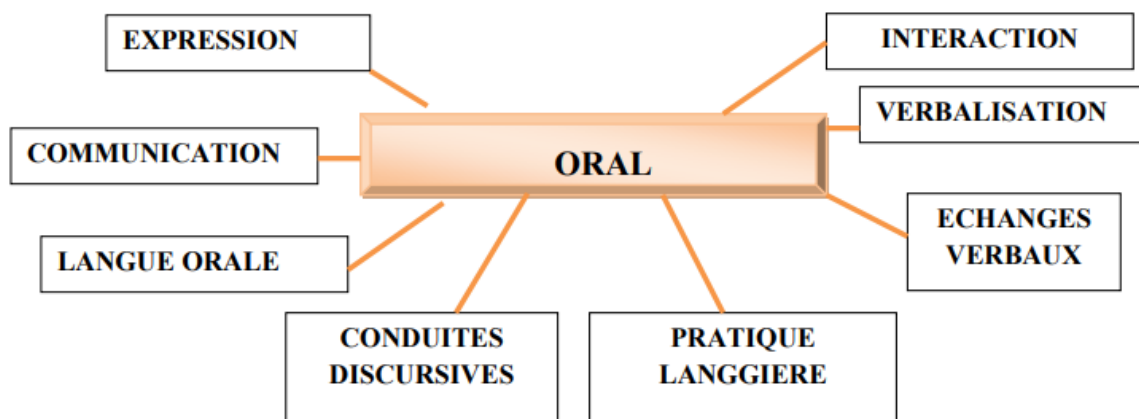 EXPRESSION
INTERACTION
VERBALISATION
COMMUNICATION
ORAL
ECHANGES
VERBAUX
LANGUE ORALE
CONDUITES
DISCURSIVES
PRATIQUE
LANGGIERE